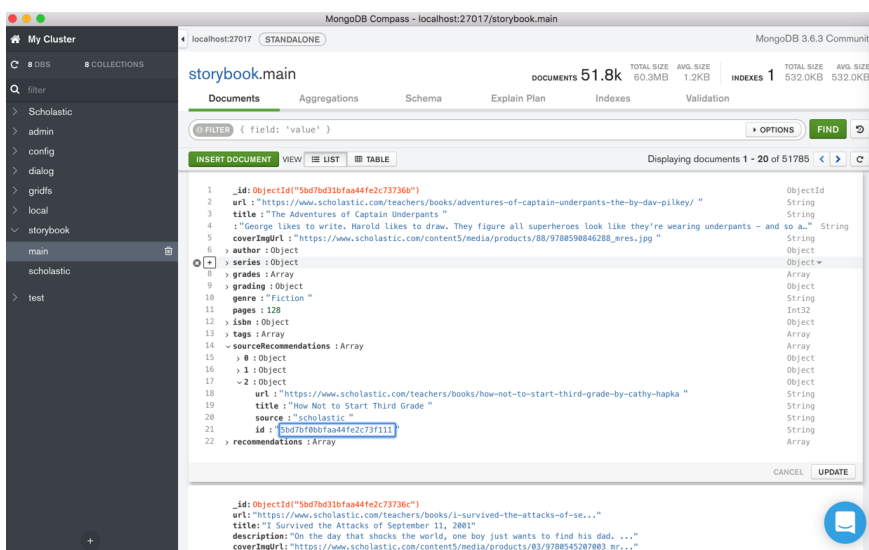 MongoDB Compass - localhost:27017/storybook.main
My Cluster
localhost:27017 STANDALONE
MongoDB 3.6.3 Communit
8 DBS 8 COLLECTIONS
filter
Scholastic
admin
config
dialog
gridfs
local
storybook
main
scholastic
test
storybook.main
DOCUMENTS 51.8k TOTAL SIZE 60.3MB AVG. SIZE 1.2KB INDEXES 1 TOTAL SIZE 532.0KB AVG. SIZE 532.0KB
Documents Aggregations Schema Explain Plan Indexes Validation
FILTER { field: 'value' } OPTIONS FIND
INSERT DOCUMENT VIEW LIST TABLE Displaying documents 1 - 20 of 51785
1 _id: ObjectId("5bd7bd31bfaa44fe2c73736b") ObjectId
2 url : "https://www.scholastic.com/teachers/books/adventures-of-captain-underpants-the-by-dav-pilkey/ " String
3 title : "The Adventures of Captain Underpants " String
4 : "George likes to write. Harold likes to draw. They figure all superheroes look like they're wearing underpants - and so a…" String
5 coverImgUrl : "https://www.scholastic.com/content5/media/products/88/9780590846288_mres.jpg " String
6 author : Object Object
7 series : Object Object
8 grades : Array Array
9 grading : Object Object
10 genre : "Fiction " String
11 pages : 128 Int32
12 isbn : Object Object
13 tags : Array Array
14 sourceRecommendations : Array Array
15 0 : Object Object
16 1 : Object Object
17 2 : Object Object
18 url : "https://www.scholastic.com/teachers/books/how-not-to-start-third-grade-by-cathy-hapka " String
19 title : "How Not to Start Third Grade " String
20 source : "scholastic " String
21 id : "5bd7bf0bbfaa44fe2c73f111 " String
22 recommendations : Array Array
CANCEL UPDATE
_id: ObjectId("5bd7bd31bfaa44fe2c73736c")
url: "https://www.scholastic.com/teachers/books/i-survived-the-attacks-of-se..."
title: "I Survived the Attacks of September 11, 2001"
description: "On the day that shocks the world, one boy just wants to find his dad. ..."
coverImgUrl: "https://www.scholastic.com/content5/media/products/03/9780545207003_mr..."